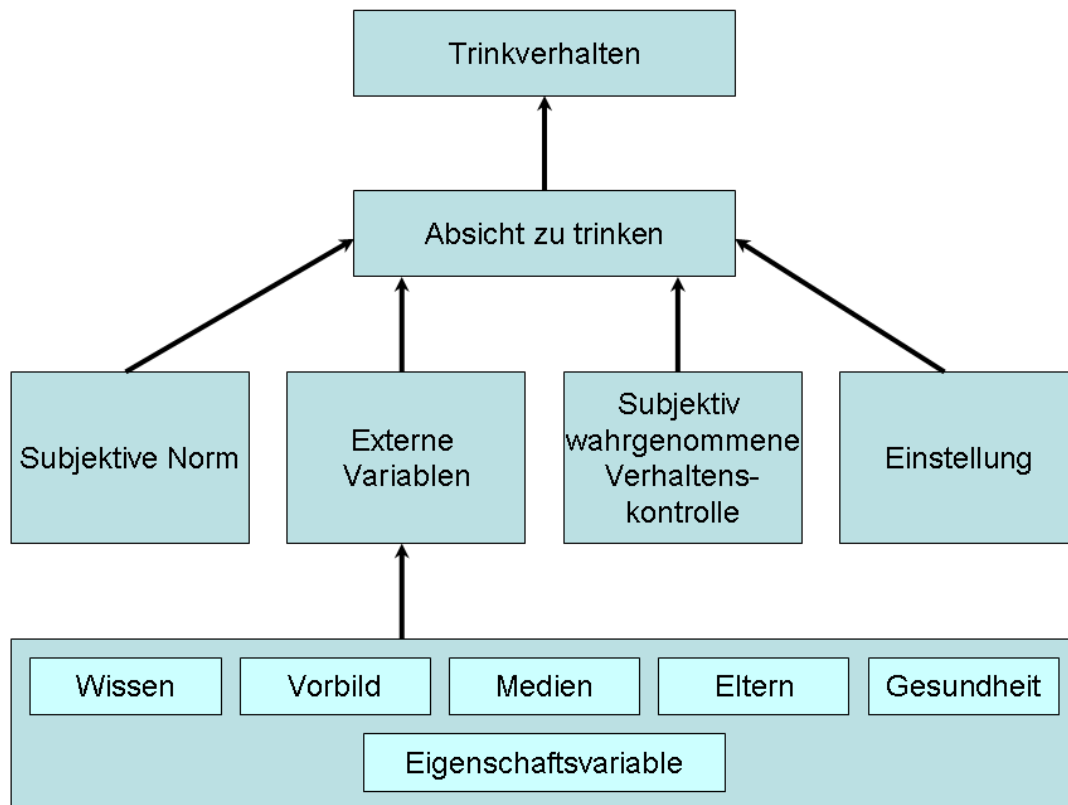 Trinkverhalten
Absicht zu trinken
Subjektive Norm
Externe
Variablen
Subjektiv
wahrgenommene
Verhaltens-
kontrolle
Einstellung
Wissen
Vorbild
Medien
Eltern
Gesundheit
Eigenschaftsvariable